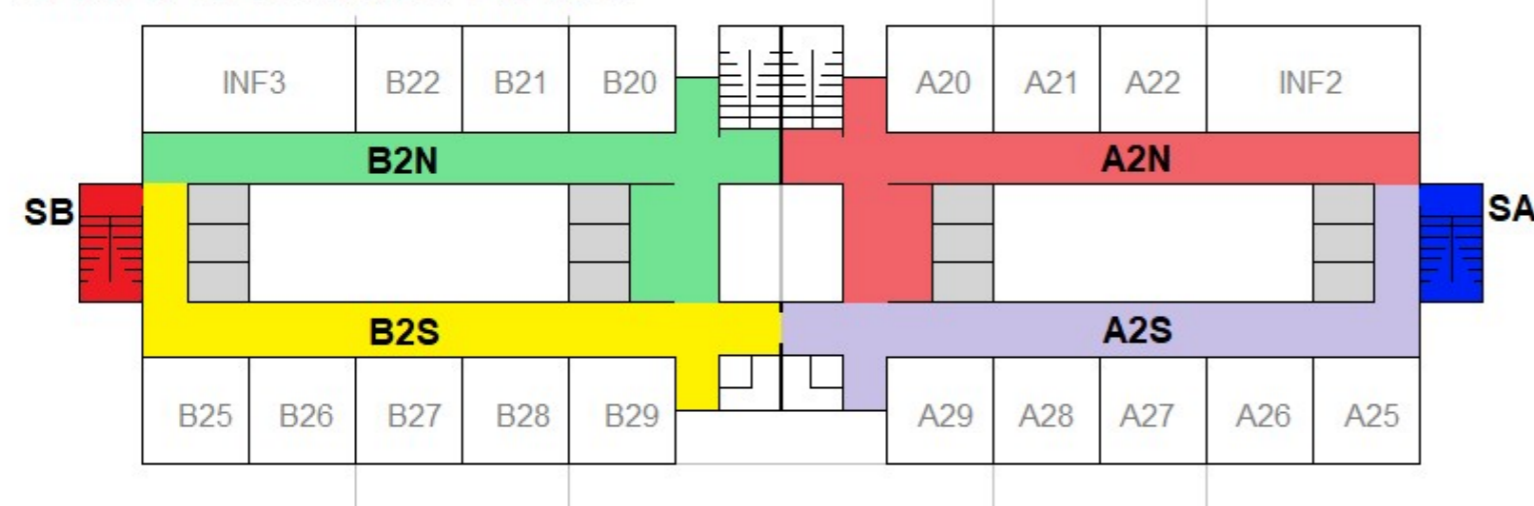 INF3 B22 B21 B20 A20 A21 A22 INF2
B2N A2N
SB SA
B2S A2S
B25 B26 B27 B28 B29 A29 A28 A27 A26 A25